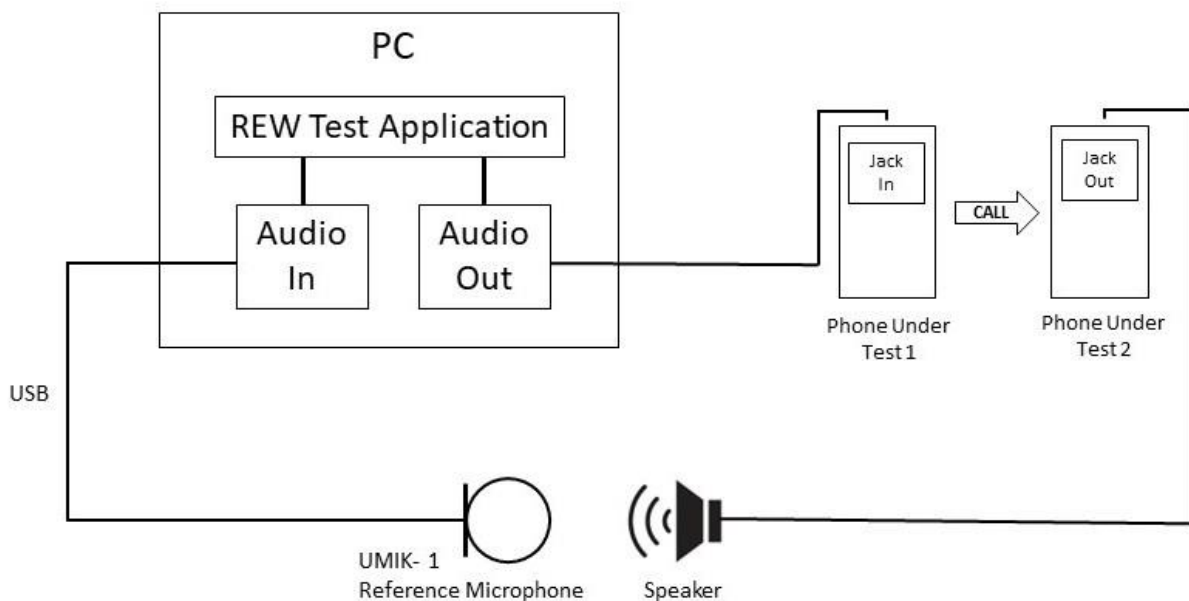 PC
REW Test Application
Audio
In
Audio
Out
Jack
In
CALL
Jack
Out
Phone Under
Test 1
Phone Under
Test 2
USB
UMIK- 1
Reference Microphone
Speaker